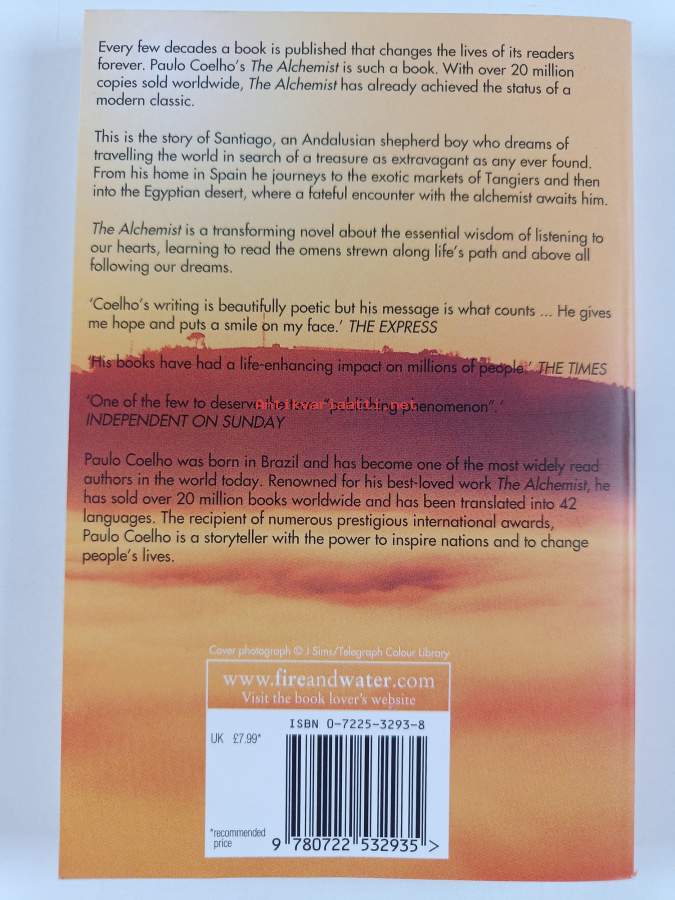 Every few decades a book is published that changes the lives of its readers
forever. Paulo Coelho's The Alchemist is such a book. With over 20 million
copies sold worldwide, The Alchemist has already achieved the status of a
modern classic.
This is the story of Santiago, an Andalusian shepherd boy who dreams of
travelling the world in search of a treasure as extravagant as any ever found.
From his home in Spain he journeys to the exotic markets of Tangiers and then
into the Egyptian desert, where a fateful encounter with the alchemist awaits him.
The Alchemist is a transforming novel about the essential wisdom of listening to
our hearts, learning to read the omens strewn along life's path and above all
following our dreams.
'Coelho's writing is beautifully poetic but his message is what counts ... He gives
me hope and puts a smile on my face.' THE EXPRESS
'His books have had a life-enhancing impact on millions of people.' THE TIMES
'One of the few to deserve the "publishing phenomenon".'
INDEPENDENT ON SUNDAY
Paulo Coelho was born in Brazil and has become one of the most widely read
authors in the world today. Renowned for his best-loved work The Alchemist, he
has sold over 20 million books worldwide and has been translated into 42
languages. The recipient of numerous prestigious international awards,
Paulo Coelho is a storyteller with the power to inspire nations and to change
people's lives.
Cover photograph © J Sims/Telegraph Colour Library
www.fireandwater.com
Visit the book lover's website
ISBN 0-7225-3293-8
UK £7.99*
*recommended
price
9 780722 532935 >